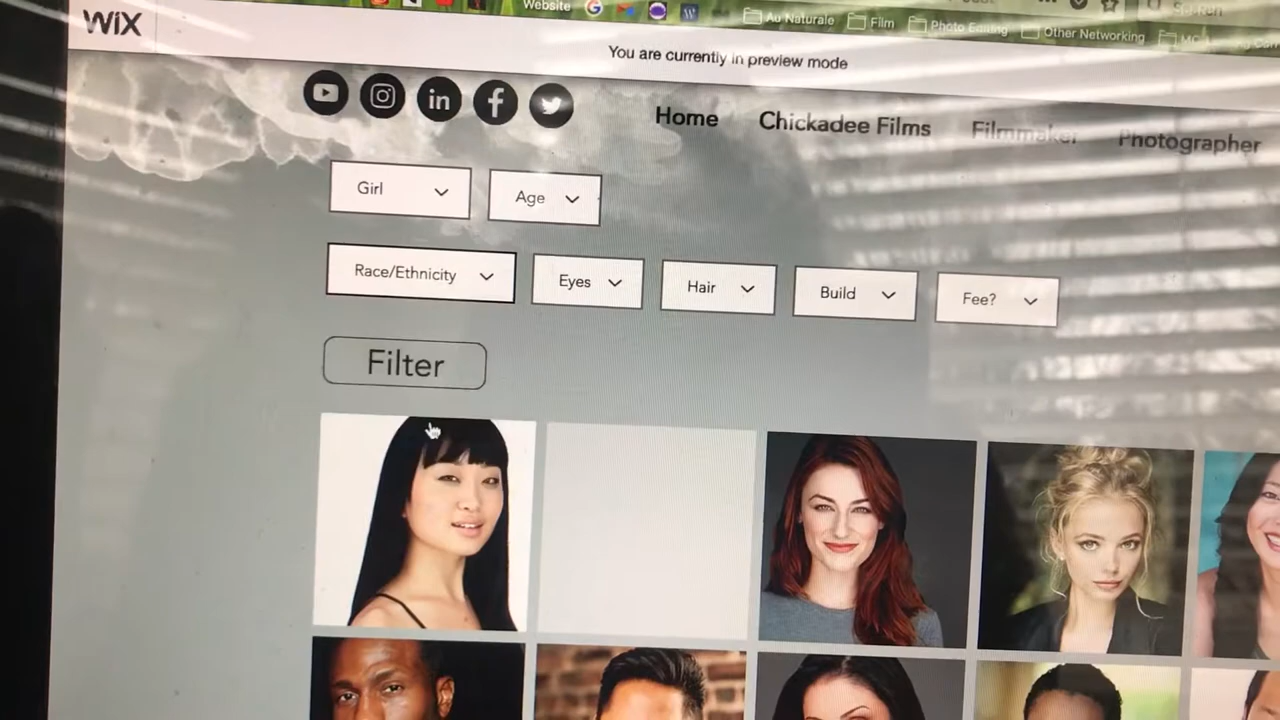 Website
Au Naturale
Film
Photo Editing
Other Networking
WiX
You are currently in preview mode
in
f
Home
Chickadee Films
Filmmaker
Photographer
Girl
Age
Race/Ethnicity
Eyes
Hair
Build
Fee?
Filter